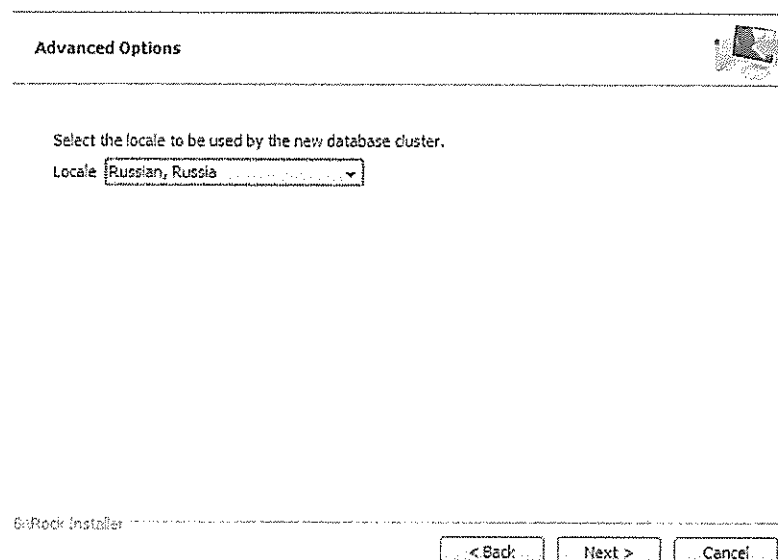 Advanced Options
Select the locale to be used by the new database cluster.
Locale Russian, Russia
BitRock Installer
< Back
Next >
Cancel